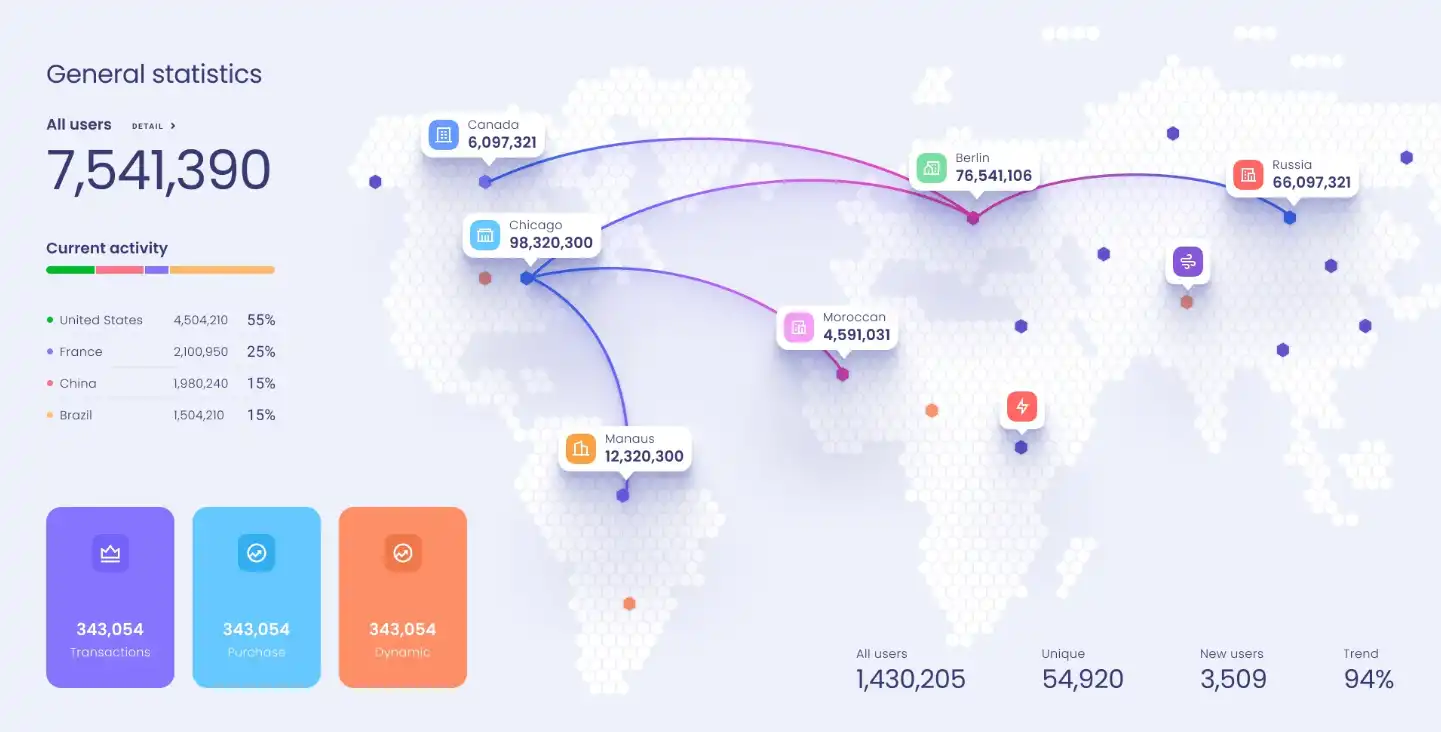 General statistics
All users DETAIL >
7,541,390
Current activity
United States 4,504,210 55%
France 2,100,950 25%
China 1,980,240 15%
Brazil 1,504,210 15%
343,054
Transactions
343,054
Purchase
343,054
Dynamic
Canada
6,097,321
Chicago
98,320,300
Berlin
76,541,106
Russia
66,097,321
Moroccan
4,591,031
Manaus
12,320,300
All users
1,430,205
Unique
54,920
New users
3,509
Trend
94%